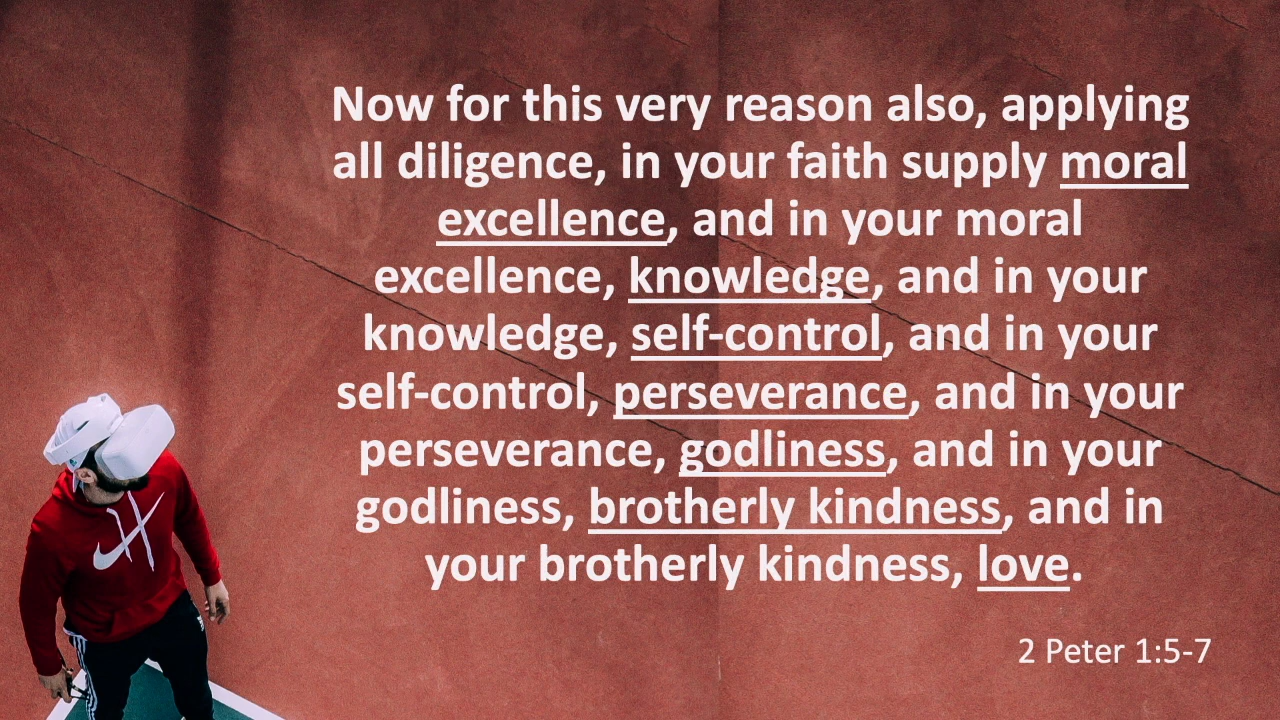 Now for this very reason also, applying
all diligence, in your faith supply moral
excellence, and in your moral
excellence, knowledge, and in your
knowledge, self-control, and in your
self-control, perseverance, and in your
perseverance, godliness, and in your
godliness, brotherly kindness, and in
your brotherly kindness, love.
2 Peter 1:5-7